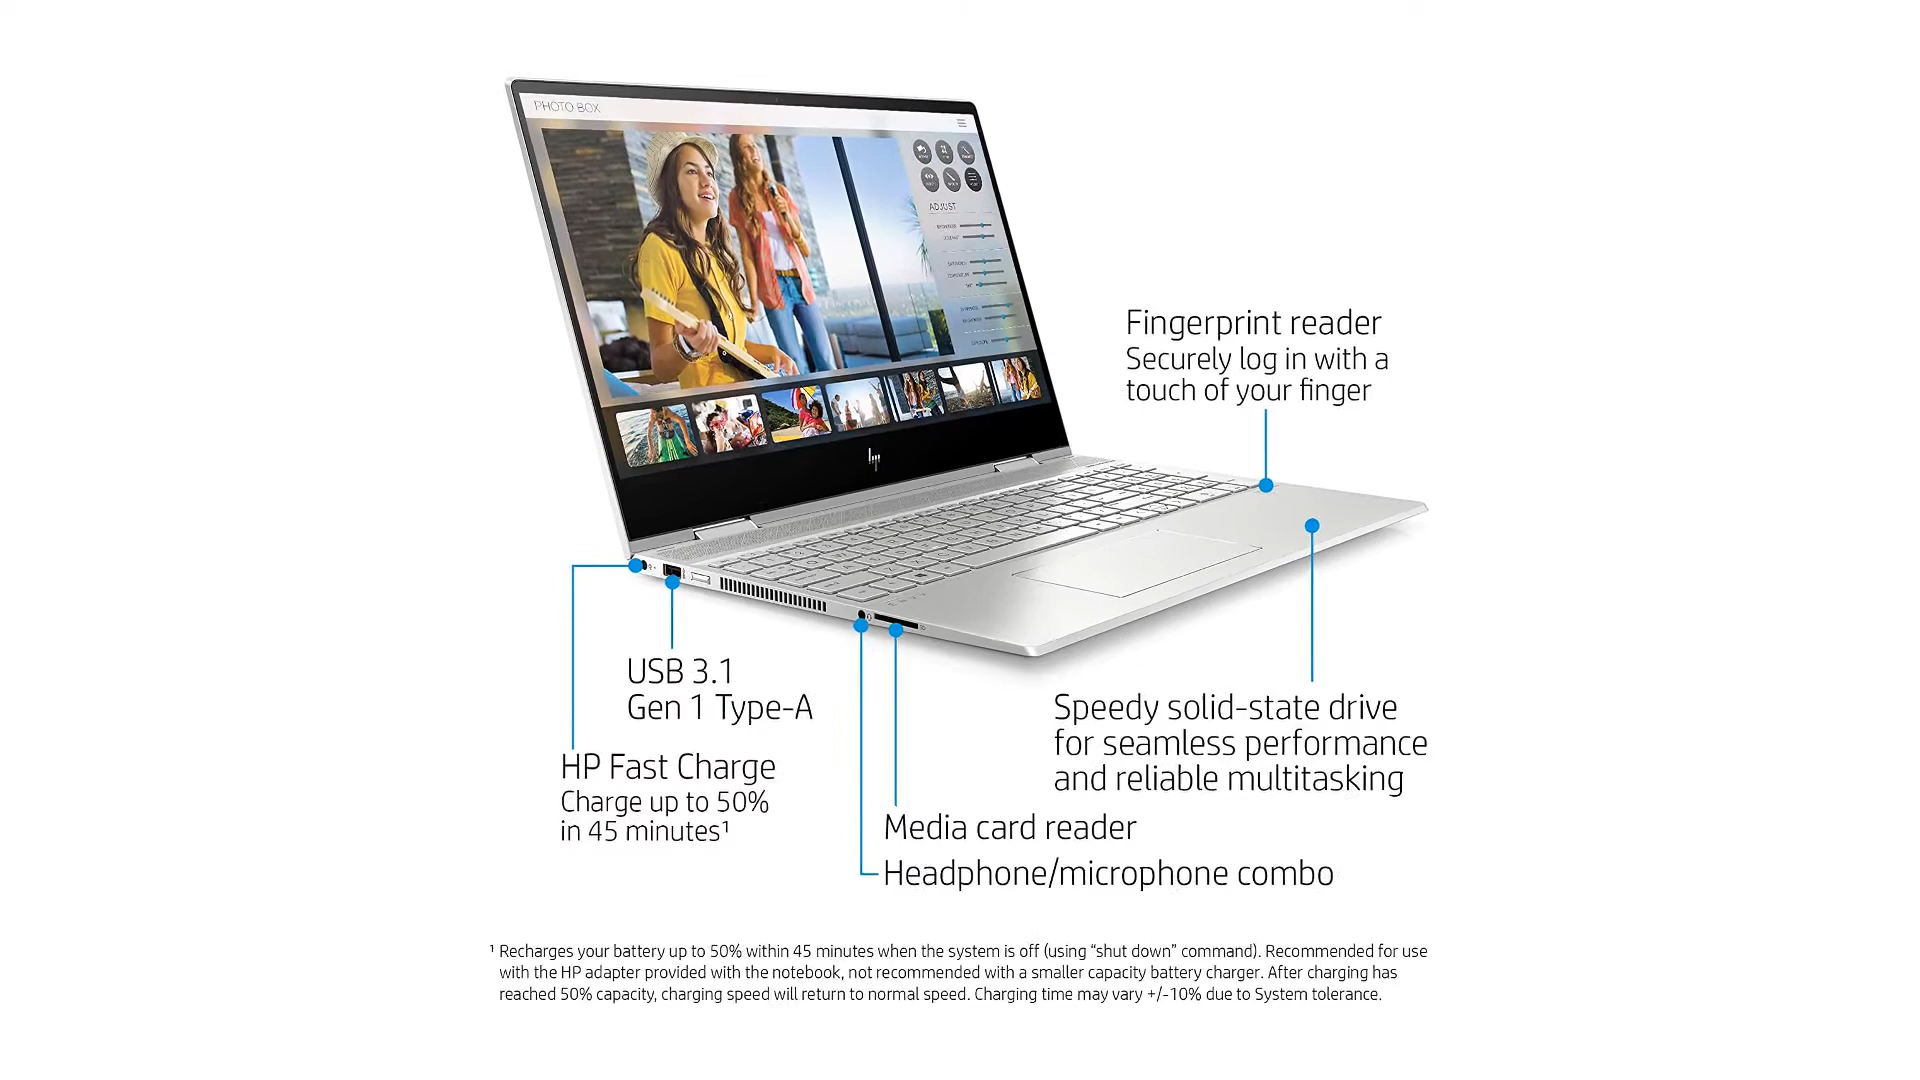 PHOTO BOX
ADJUST
hp
Fingerprint reader
Securely log in with a
touch of your finger
USB 3.1
Gen 1 Type-A
HP Fast Charge
Charge up to 50%
in 45 minutes¹
Speedy solid-state drive
for seamless performance
and reliable multitasking
Media card reader
Headphone/microphone combo
¹ Recharges your battery up to 50% within 45 minutes when the system is off (using “shut down” command). Recommended for use
with the HP adapter provided with the notebook, not recommended with a smaller capacity battery charger. After charging has
reached 50% capacity, charging speed will return to normal speed. Charging time may vary +/-10% due to System tolerance.